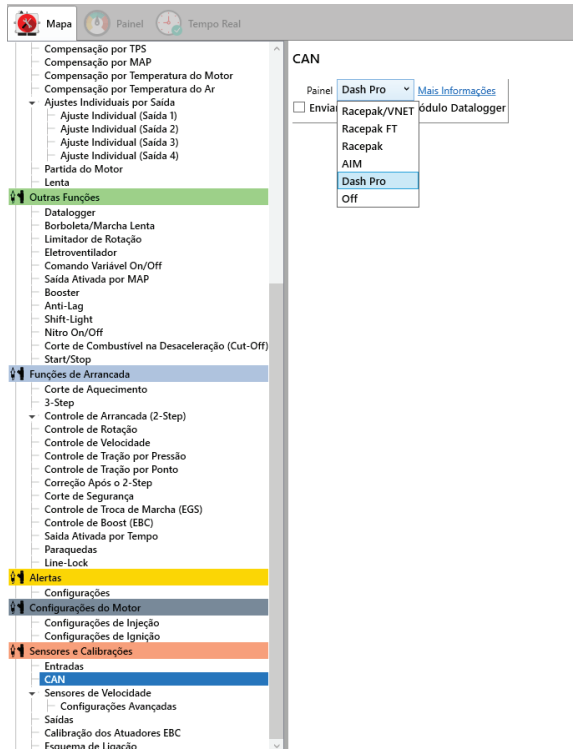 Mapa
Painel
Tempo Real
Compensação por TPS
Compensação por MAP
Compensação por Temperatura do Motor
Compensação por Temperatura do Ar
Ajustes Individuais por Saída
Ajuste Individual (Saída 1)
Ajuste Individual (Saída 2)
Ajuste Individual (Saída 3)
Ajuste Individual (Saída 4)
Partida do Motor
Lenta
Outras Funções
Datalogger
Borboleta/Marcha Lenta
Limitador de Rotação
Eletroventilador
Comando Variável On/Off
Saída Ativada por MAP
Booster
Anti-Lag
Shift-Light
Nitro On/Off
Corte de Combustível na Desaceleração (Cut-Off)
Start/Stop
Funções de Arrancada
Corte de Aquecimento
3-Step
Controle de Arrancada (2-Step)
Controle de Rotação
Controle de Velocidade
Controle de Tração por Pressão
Controle de Tração por Ponto
Correção Após o 2-Step
Corte de Segurança
Controle de Troca de Marcha (EGS)
Controle de Boost (EBC)
Saida Ativada por Tempo
Paraquedas
Line-Lock
Alertas
Configurações
Configurações do Motor
Configurações de Injeção
Configurações de Ignição
Sensores e Calibrações
Entradas
CAN
Sensores de Velocidade
Configurações Avançadas
Saídas
Calibração dos Atuadores EBC
Esquema de Ligação
CAN
Painel Dash Pro Mais Informações
Envia ódulo Datalogger
Racepak/VNET
Racepak FT
Racepak
AIM
Dash Pro
Off